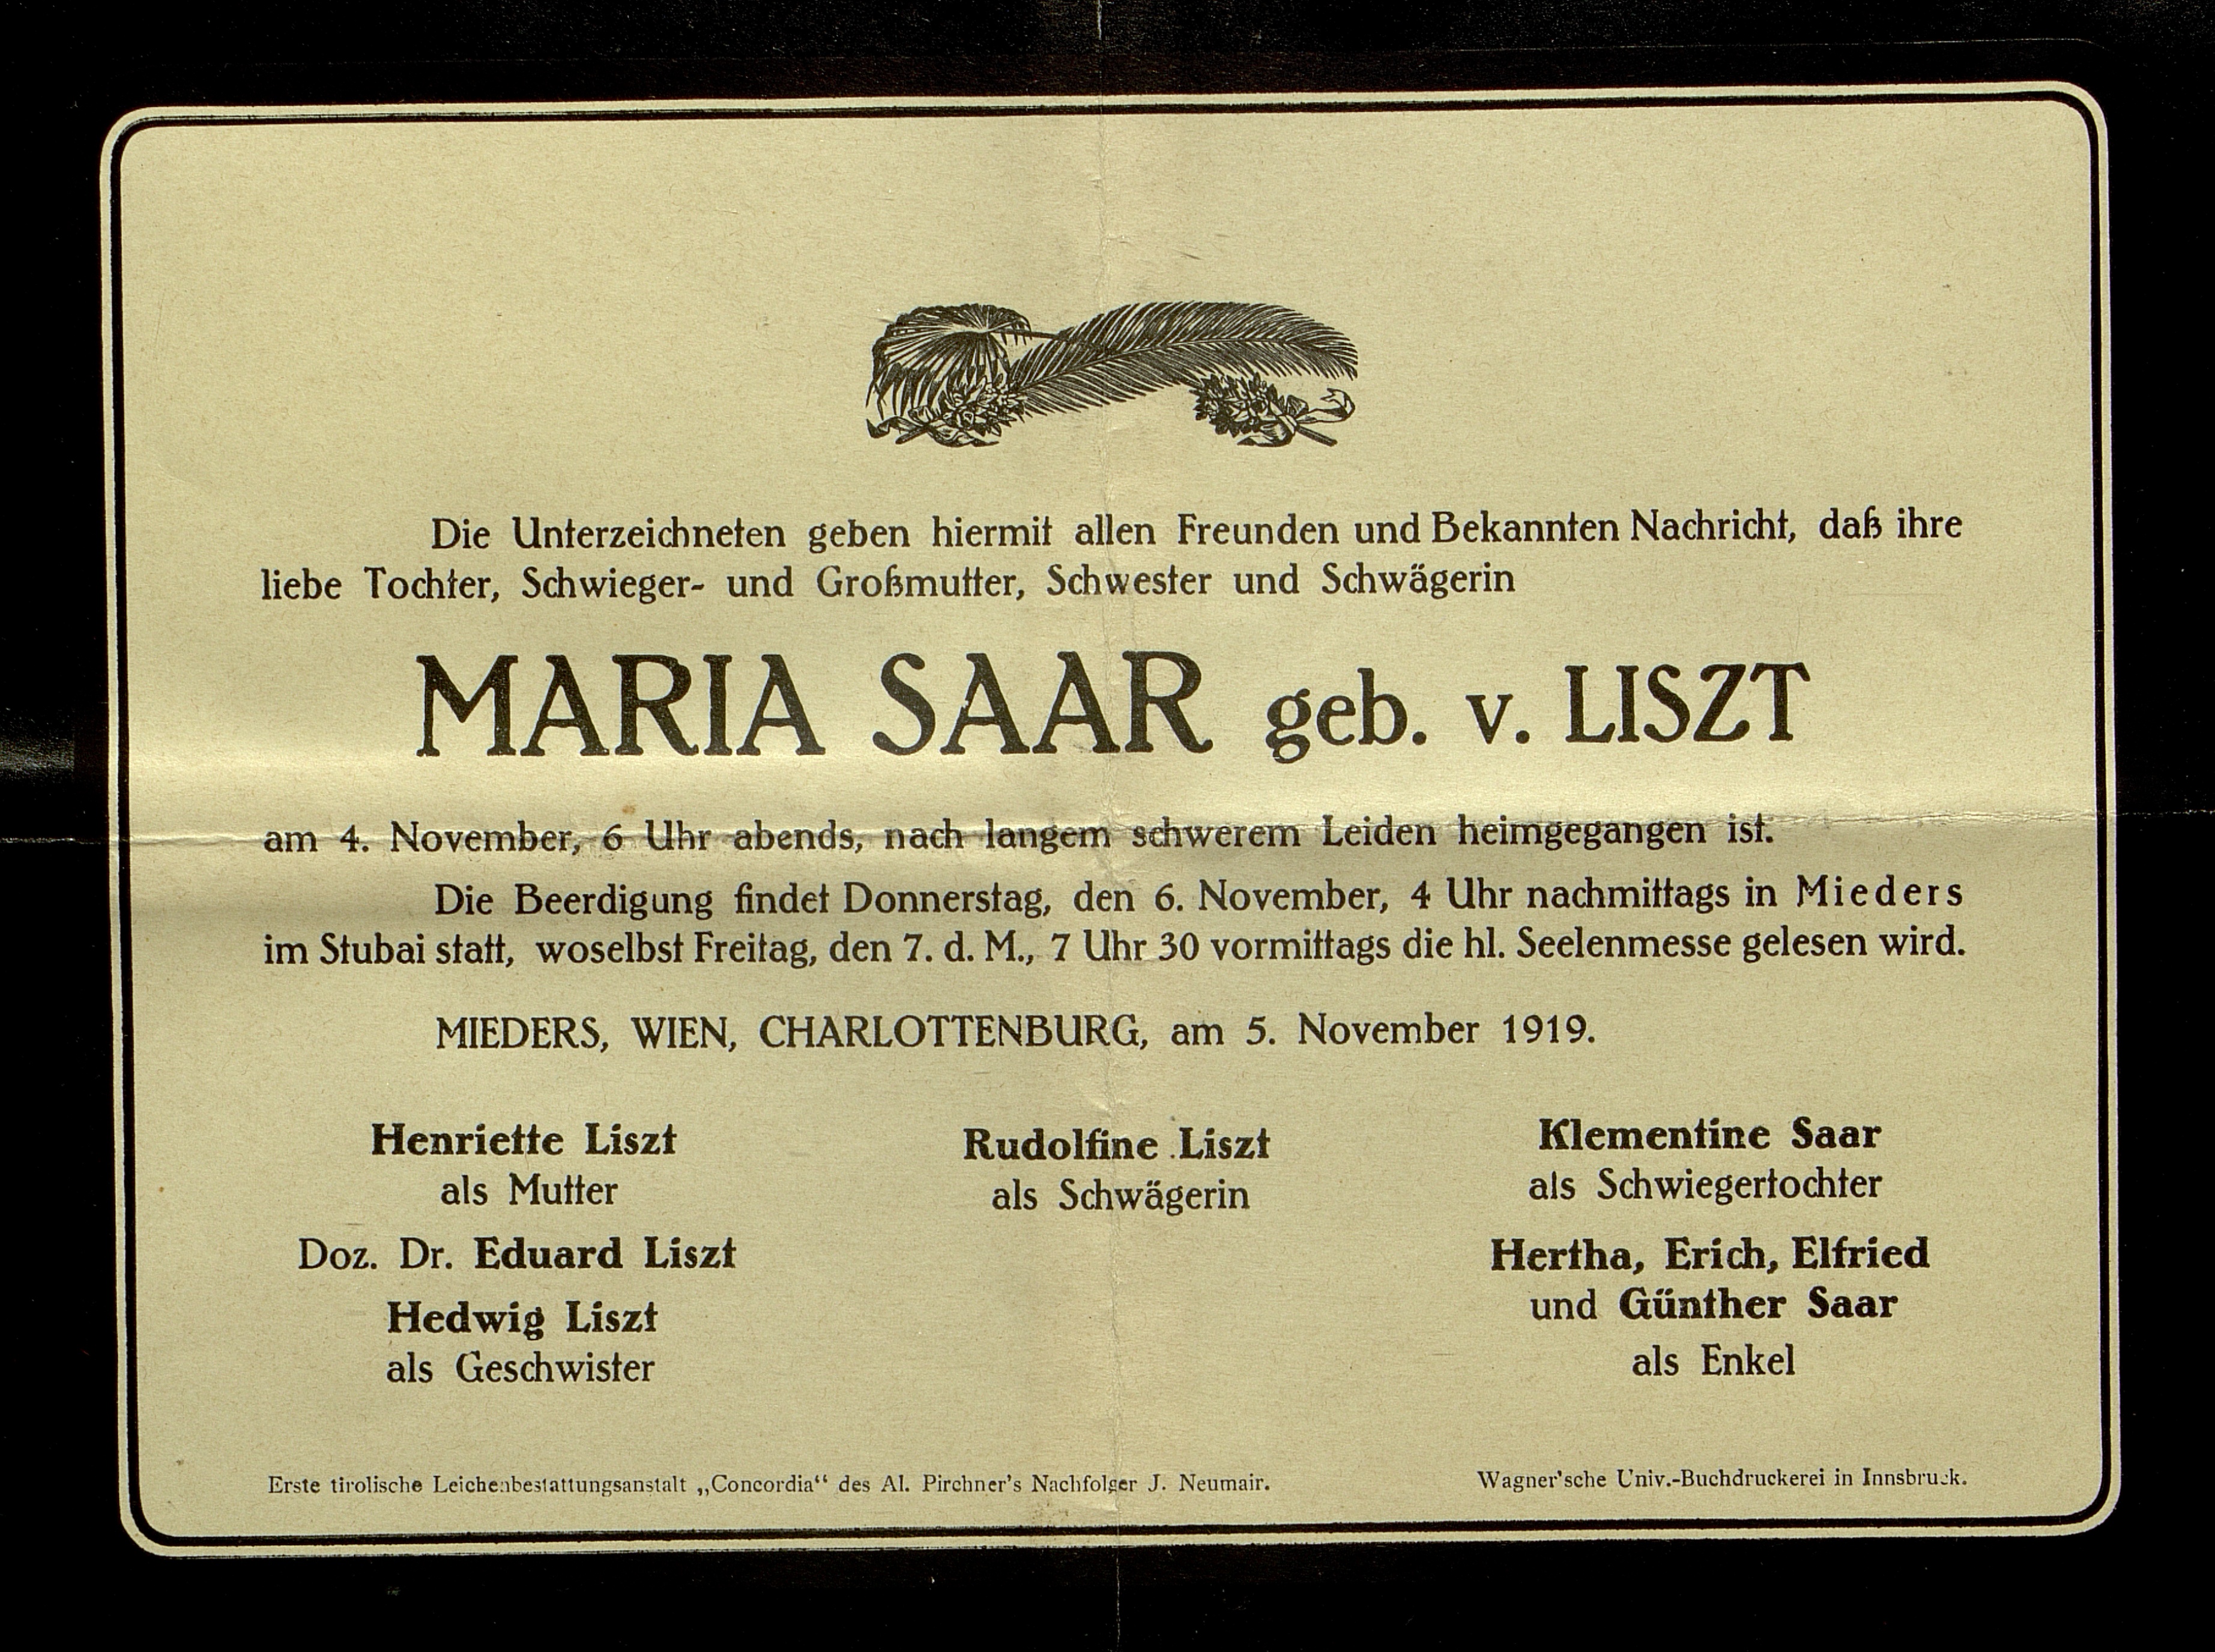 Die Unterzeichneten geben hiermit allen Freunden und Bekannten Nachricht, daß ihre
liebe Tochter, Schwieger- und Großmutter, Schwester und Schwägerin
MARIA SAAR geb. v. LISZT
am 4. November, 6 Uhr abends, nach langem schwerem Leiden heimgegangen ist.
Die Beerdigung findet Donnerstag, den 6. November, 4 Uhr nachmittags in Mieders
im Stubai statt, woselbst Freitag, den 7. d. M., 7 Uhr 30 vormittags die hl. Seelenmesse gelesen wird.
MIEDERS, WIEN, CHARLOTTENBURG, am 5. November 1919.
Henriette Liszt
als Mutter
Doz. Dr. Eduard Liszt
Hedwig Liszt
als Geschwister
Rudolfine Liszt
als Schwägerin
Klementine Saar
als Schwiegertochter
Hertha, Erich, Elfried
und Günther Saar
als Enkel
Erste tirolische Leichenbestattungsanstalt „Concordia“ des Al. Pirchner's Nachfolger J. Neumair.
Wagner'sche Univ.-Buchdruckerei in Innsbruck.